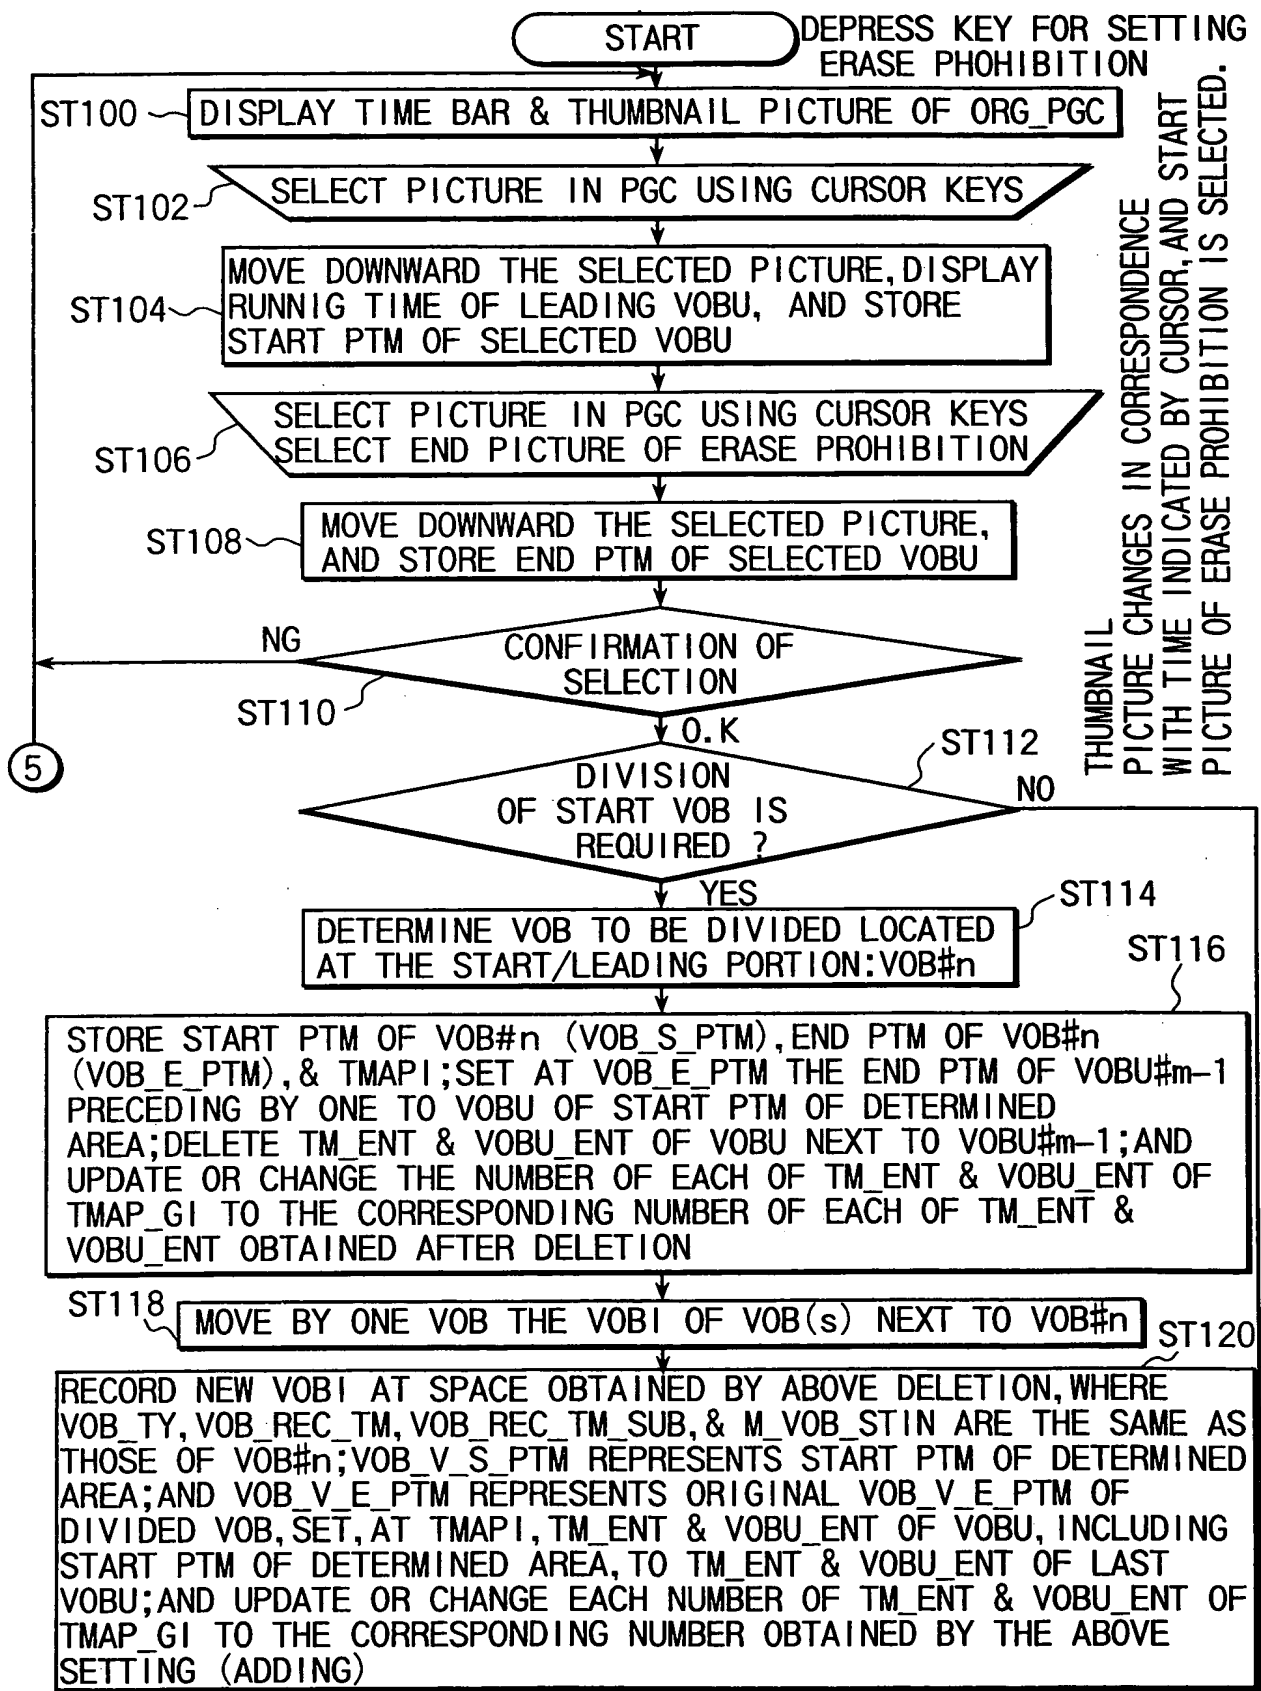 START
DEPRESS KEY FOR SETTING
ERASE PHOHIBITION
ST100
DISPLAY TIME BAR & THUMBNAIL PICTURE OF ORG_PGC
ST102
SELECT PICTURE IN PGC USING CURSOR KEYS
THUMBNAIL
PICTURE CHANGES IN CORRESPONDENCE
WITH TIME INDICATED BY CURSOR, AND START
PICTURE OF ERASE PROHIBITION IS SELECTED.
ST104
MOVE DOWNWARD THE SELECTED PICTURE, DISPLAY
RUNNIG TIME OF LEADING VOBU, AND STORE
START PTM OF SELECTED VOBU
ST106
SELECT PICTURE IN PGC USING CURSOR KEYS
SELECT END PICTURE OF ERASE PROHIBITION
ST108
MOVE DOWNWARD THE SELECTED PICTURE,
AND STORE END PTM OF SELECTED VOBU
NG
CONFIRMATION OF
SELECTION
ST110
O.K
5
ST112
DIVISION
OF START VOB IS
REQUIRED ?
NO
YES
ST114
DETERMINE VOB TO BE DIVIDED LOCATED
AT THE START/LEADING PORTION:VOB#n
ST116
STORE START PTM OF VOB#n (VOB_S_PTM), END PTM OF VOB#n
(VOB_E_PTM), & TMAPI;SET AT VOB_E_PTM THE END PTM OF VOBU#m-1
PRECEDING BY ONE TO VOBU OF START PTM OF DETERMINED
AREA;DELETE TM_ENT & VOBU_ENT OF VOBU NEXT TO VOBU#m-1;AND
UPDATE OR CHANGE THE NUMBER OF EACH OF TM_ENT & VOBU_ENT OF
TMAP_GI TO THE CORRESPONDING NUMBER OF EACH OF TM_ENT &
VOBU_ENT OBTAINED AFTER DELETION
ST118
MOVE BY ONE VOB THE VOBI OF VOB(s) NEXT TO VOB#n
ST120
RECORD NEW VOBI AT SPACE OBTAINED BY ABOVE DELETION, WHERE
VOB_TY, VOB_REC_TM, VOB_REC_TM_SUB, & M_VOB_STIN ARE THE SAME AS
THOSE OF VOB#n;VOB_V_S_PTM REPRESENTS START PTM OF DETERMINED
AREA;AND VOB_V_E_PTM REPRESENTS ORIGINAL VOB_V_E_PTM OF
DIVIDED VOB, SET, AT TMAPI, TM_ENT & VOBU_ENT OF VOBU, INCLUDING
START PTM OF DETERMINED AREA, TO TM_ENT & VOBU_ENT OF LAST
VOBU;AND UPDATE OR CHANGE EACH NUMBER OF TM_ENT & VOBU_ENT OF
TMAP_GI TO THE CORRESPONDING NUMBER OBTAINED BY THE ABOVE
SETTING (ADDING)